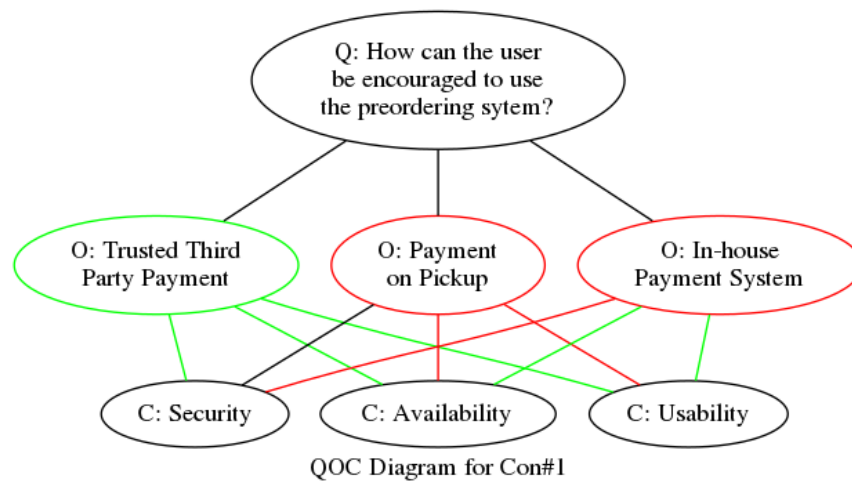 Q: How can the user
be encouraged to use
the preordering sytem?
O: Trusted Third
Party Payment
O: Payment
on Pickup
O: In-house
Payment System
C: Security
C: Availability
C: Usability
QOC Diagram for Con#1